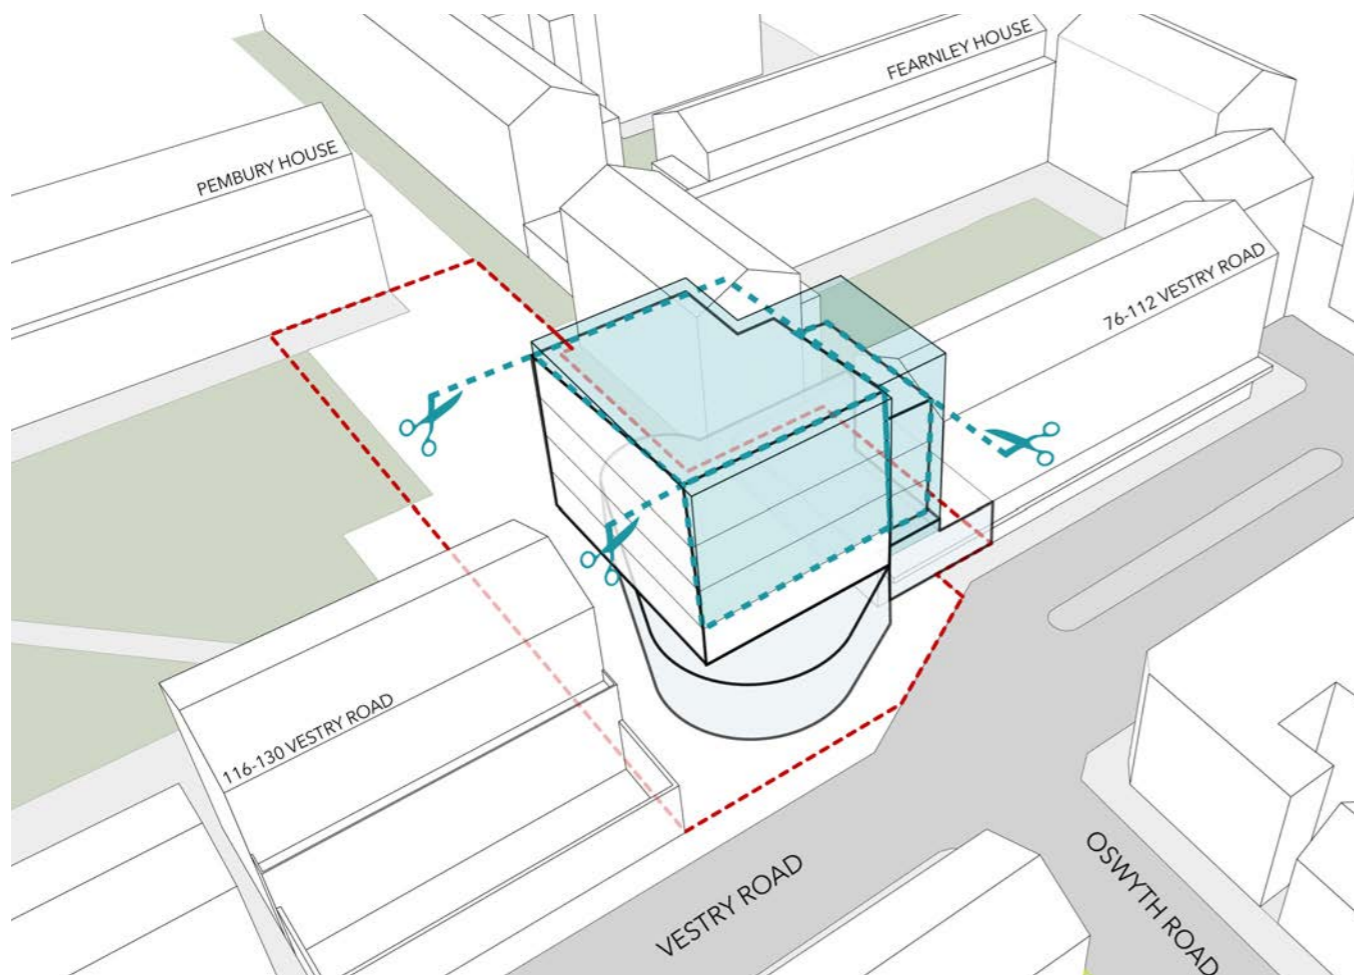 FEARNLEY HOUSE
PEMBURY HOUSE
76-112 VESTRY ROAD
116-130 VESTRY ROAD
VESTRY ROAD
OSWYTH ROAD